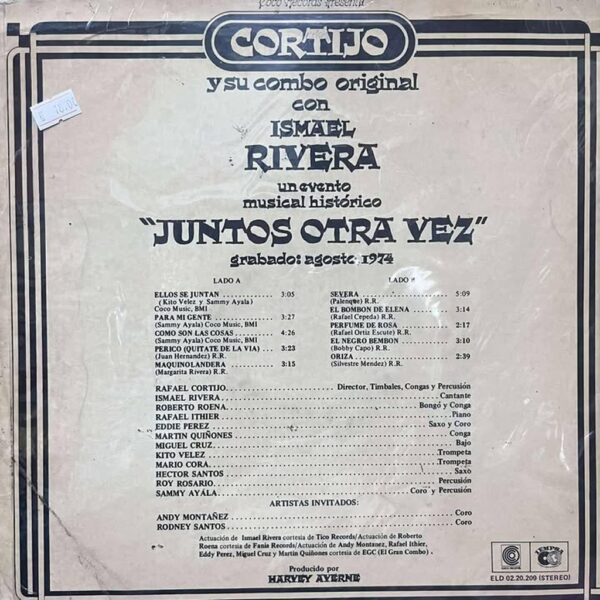 Coco Records Presenta
CORTIJO
y su combo original
con
ISMAEL
RIVERA
un evento
musical histórico
"JUNTOS OTRA VEZ"
grabado: agosto 1974
LADO A
ELLOS SE JUNTAN 3:05
(Kito Velez y Sammy Ayala)
Coco Music, BMI
PARA MI GENTE 3:27
(Sammy Ayala) Coco Music, BMI
COMO SON LAS COSAS 4:26
(Sammy Ayala) Coco Music, BMI
PERICO (QUITATE DE LA VIA) 3:23
(Juan Hernandez) R.R.
MAQUINOLANDERA 3:15
(Margarita Rivera) R.R.
LADO B
SEVERA 5:09
(Palenque) R.R.
EL BOMBON DE ELENA 3:14
(Rafael Cepeda) R.R.
PERFUME DE ROSA 2:17
(Rafael Ortiz Escute) R.R.
EL NEGRO BEMBON 3:10
(Bobby Capo) R.R.
ORIZA 2:39
(Silvestre Mendez) R.R.
RAFAEL CORTIJO Director, Timbales, Congas y Percusión
ISMAEL RIVERA Cantante
ROBERTO ROENA Bongó y Conga
RAFAEL ITHIER Piano
EDDIE PEREZ Saxo y Coro
MARTIN QUIÑONES Conga
MIGUEL CRUZ Bajo
KITO VELEZ Trompeta
MARIO CORA Trompeta
HECTOR SANTOS Saxo
ROY ROSARIO Percusión
SAMMY AYALA Coro y Percusión
ARTISTAS INVITADOS:
ANDY MONTAÑEZ Coro
RODNEY SANTOS Coro
Actuación de Ismael Rivera cortesia de Tico Records/Actuación de Roberto
Roena cortesia de Fania Records/Actuación de Andy Montanez, Rafael Ithier,
Eddy Perez, Miguel Cruz y Martin Quiñones cortesia de EGC (El Gran Combo).
Producido por
HARVEY AVERNE
ELD 02.20.209 (STEREO)